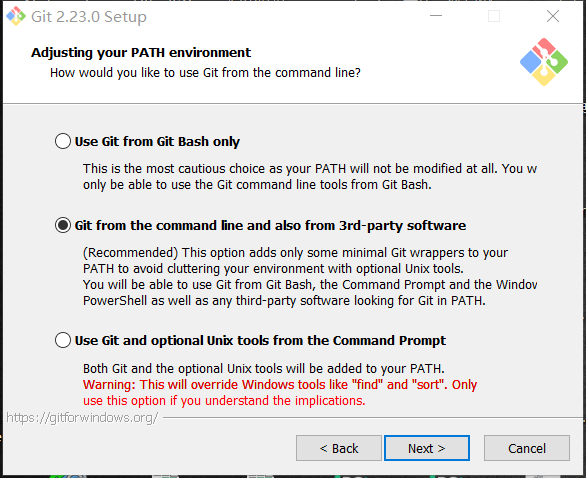 Git 2.23.0 Setup
Adjusting your PATH environment
How would you like to use Git from the command line?
Use Git from Git Bash only
This is the most cautious choice as your PATH will not be modified at all. You w
only be able to use the Git command line tools from Git Bash.
Git from the command line and also from 3rd-party software
(Recommended) This option adds only some minimal Git wrappers to your
PATH to avoid cluttering your environment with optional Unix tools.
You will be able to use Git from Git Bash, the Command Prompt and the Window
PowerShell as well as any third-party software looking for Git in PATH.
Use Git and optional Unix tools from the Command Prompt
Both Git and the optional Unix tools will be added to your PATH.
Warning: This will override Windows tools like "find" and "sort". Only
use this option if you understand the implications.
https://gitforwindows.org/
< Back
Next >
Cancel